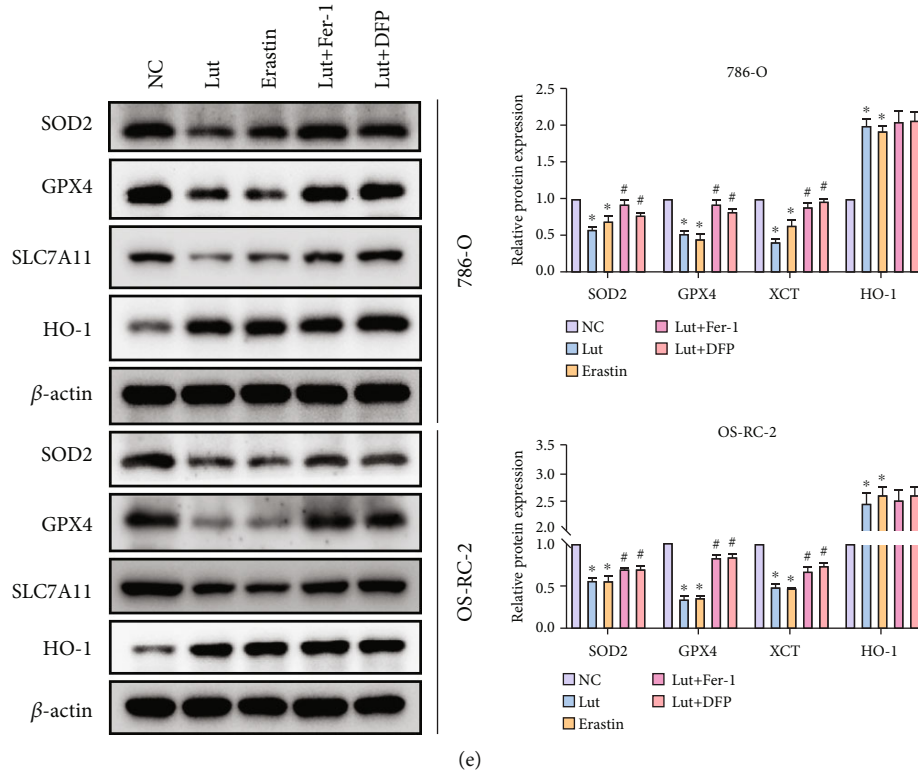 NC
Lut
Erastin
Lut+Fer-1
Lut+DFP
SOD2
GPX4
SLC7A11
HO-1
β-actin
786-O
SOD2
GPX4
SLC7A11
HO-1
β-actin
OS-RC-2
786-O
Relative protein expression
2.5
2.0
1.5
1.0
0.5
0.0
* * # #
* * # #
* * # #
* *
SOD2 GPX4 XCT HO-1
NC Lut+Fer-1
Lut Lut+DFP
Erastin
OS-RC-2
Relative protein expression
3.5
3.0
2.5
2.0
1.0
0.5
0.0
* * # #
* * # #
* * # #
* *
SOD2 GPX4 XCT HO-1
NC Lut+Fer-1
Lut Lut+DFP
Erastin
(e)